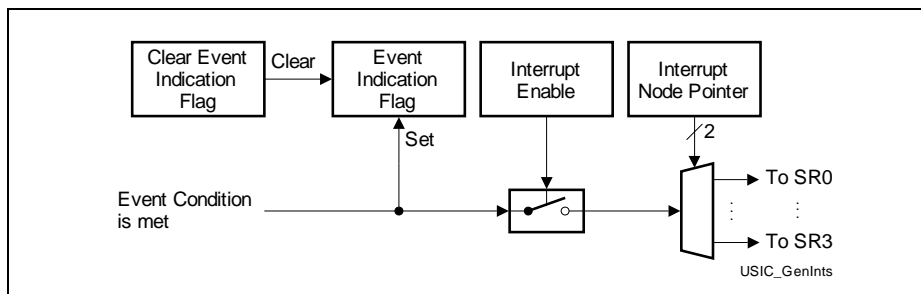 Clear Event
Indication
Flag
Clear
Event
Indication
Flag
Interrupt
Enable
Interrupt
Node Pointer
2
Set
Event Condition
is met
To SR0
To SR3
USIC_GenInts